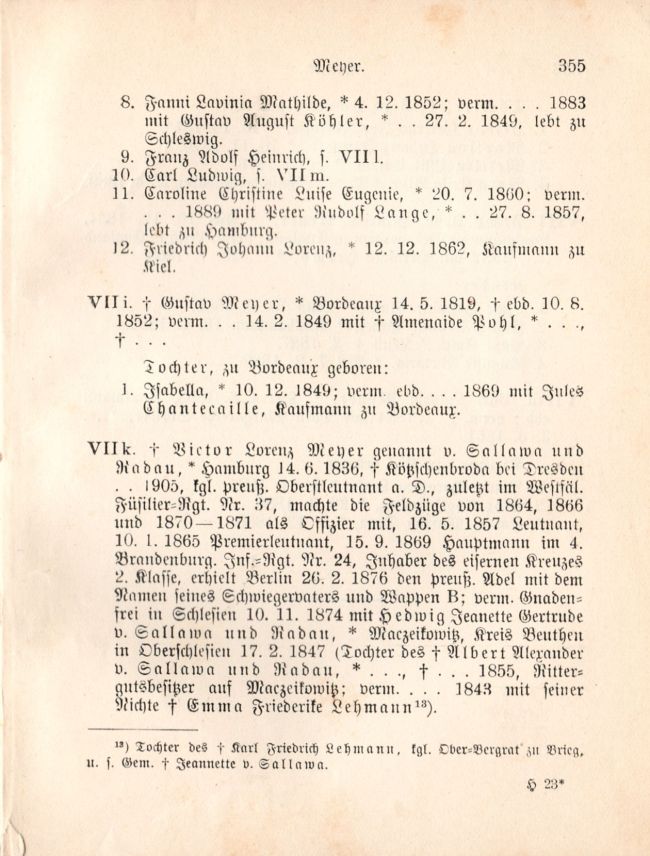 Meyer. 355
8. Fanni Lavinia Mathilde, * 4. 12. 1852; verm. . . . . 1883
mit Gustav August Köhler, * . . 27. 2. 1849, lebt zu
Schleswig.
9. Franz Adolf Heinrich, s. VII l.
10. Carl Ludwig, s. VII m.
11. Caroline Christine Luise Eugenie, * 20. 7. 1860; verm.
. . . 1889 mit Peter Rudolf Lange, * . . 27. 8. 1857,
lebt zu Hamburg.
12. Friedrich Johann Lorenz, * 12. 12. 1862, Kaufmann zu
Kiel.
VII i. † Gustav Meyer, * Bordeaux 14. 5. 1819, † ebd. 10. 8.
1852; verm. . . 14. 2. 1849 mit † Amenaide Pohl, * . . .,
† . . .
Tochter, zu Bordeaux geboren:
1. Isabella, * 10. 12. 1849; verm. ebd. . . . 1869 mit Jules
Chantecaille, Kaufmann zu Bordeaux.
VII k. † Victor Lorenz Meyer genannt v. Sallawa und
Radau, * Hamburg 14. 6. 1836, † Kötzschenbroda bei Dresden
. . 1905, kgl. preuß. Oberstleutnant a. D., zuletzt im Westfäl.
Füsilier-Rgt. Nr. 37, machte die Feldzüge von 1864, 1866
und 1870—1871 als Offizier mit, 16. 5. 1857 Leutnant,
10. 1. 1865 Premierleutnant, 15. 9. 1869 Hauptmann im 4.
Brandenburg. Inf.-Rgt. Nr. 24, Inhaber des eisernen Kreuzes
2. Klasse, erhielt Berlin 26. 2. 1876 den preuß. Adel mit dem
Namen seines Schwiegervaters und Wappen B; verm. Gnaden-
frei in Schlesien 10. 11. 1874 mit Hedwig Jeanette Gertrude
v. Sallawa und Radau, * Maczeikowitz, Kreis Beuthen
in Oberschlesien 17. 2. 1847 (Tochter des † Albert Alexander
v. Sallawa und Radau, * . . ., † . . . 1855, Ritter-
gutsbesitzer auf Maczeikowitz; verm. . . . 1843 mit seiner
Nichte † Emma Friederike Lehmann¹³).
¹³) Tochter des † Karl Friedrich Lehmann, kgl. Ober-Bergrat zu Brieg,
u. s. Gem. † Jeannette v. Sallawa.
H 23*